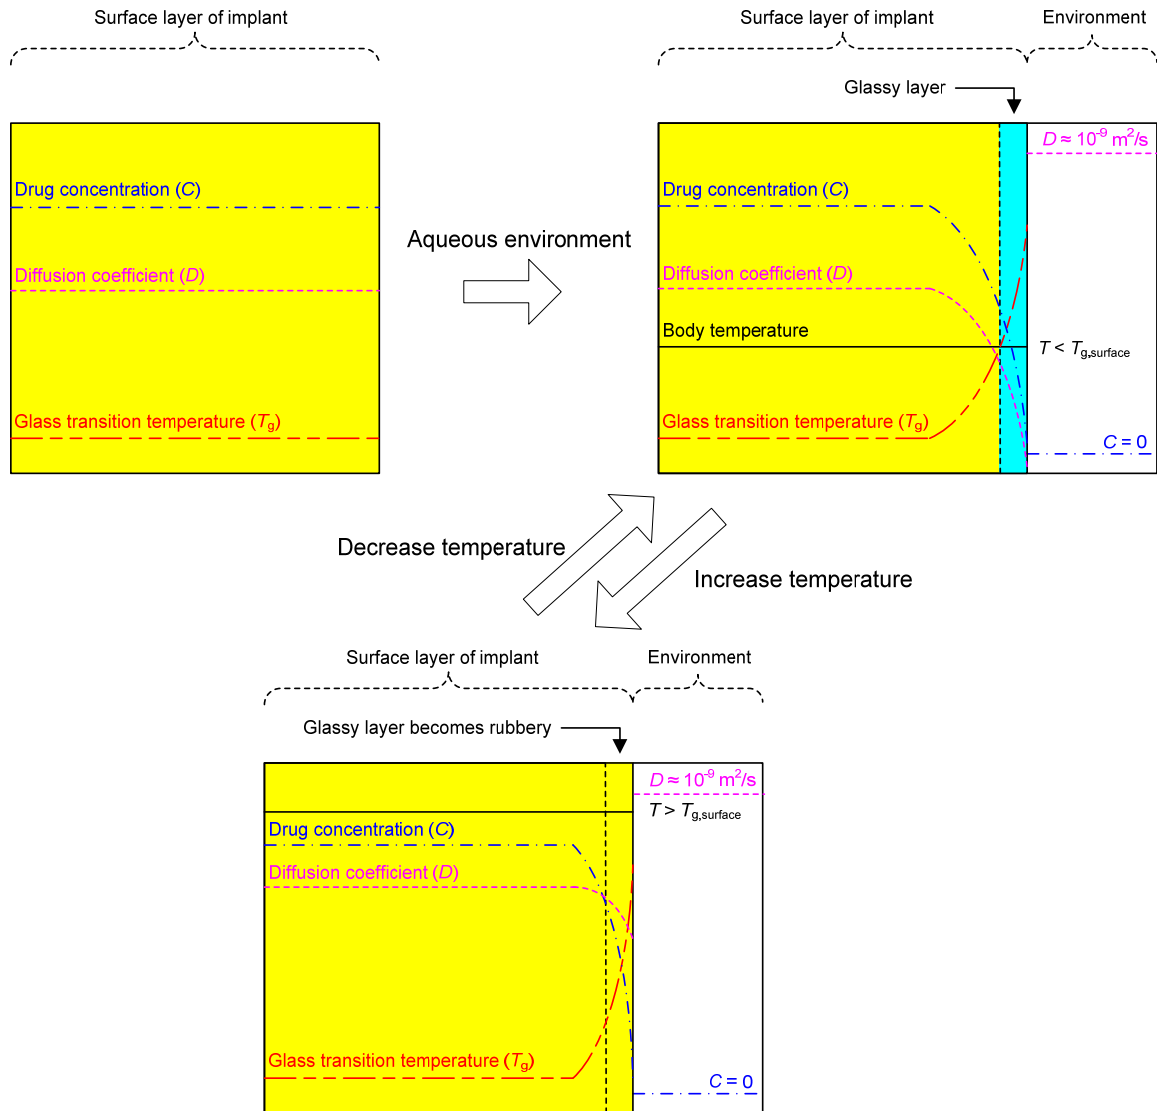 Surface layer of implant
Surface layer of implant
Environment
Glassy layer
Drug concentration (C)
Diffusion coefficient (D)
Glass transition temperature (Tg)
Aqueous environment
D ≈ 10-9 m2/s
Drug concentration (C)
Diffusion coefficient (D)
Body temperature
T < Tg,surface
Glass transition temperature (Tg)
C = 0
Decrease temperature
Increase temperature
Surface layer of implant
Environment
Glassy layer becomes rubbery
D ≈ 10-9 m2/s
T > Tg,surface
Drug concentration (C)
Diffusion coefficient (D)
Glass transition temperature (Tg)
C = 0